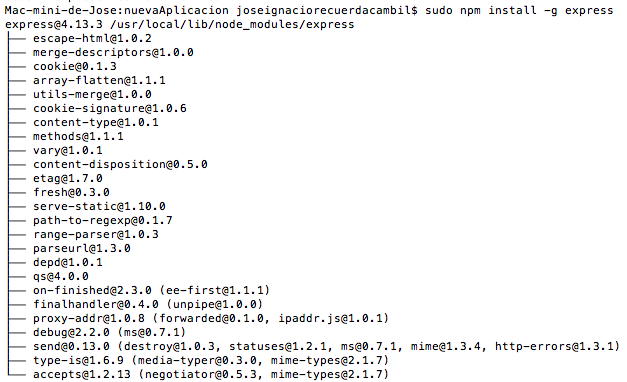 Mac-mini-de-Jose:nuevaAplicacion joseignaciorecuerdacambil$ sudo npm install -g express
express@4.13.3 /usr/local/lib/node_modules/express
├── escape-html@1.0.2
├── merge-descriptors@1.0.0
├── cookie@0.1.3
├── array-flatten@1.1.1
├── utils-merge@1.0.0
├── cookie-signature@1.0.6
├── content-type@1.0.1
├── methods@1.1.1
├── vary@1.0.1
├── content-disposition@0.5.0
├── etag@1.7.0
├── fresh@0.3.0
├── serve-static@1.10.0
├── path-to-regexp@0.1.7
├── range-parser@1.0.3
├── parseurl@1.3.0
├── depd@1.0.1
├── qs@4.0.0
├── on-finished@2.3.0 (ee-first@1.1.1)
├── finalhandler@0.4.0 (unpipe@1.0.0)
├── proxy-addr@1.0.8 (forwarded@0.1.0, ipaddr.js@1.0.1)
├── debug@2.2.0 (ms@0.7.1)
├── send@0.13.0 (destroy@1.0.3, statuses@1.2.1, ms@0.7.1, mime@1.3.4, http-errors@1.3.1)
├── type-is@1.6.9 (media-typer@0.3.0, mime-types@2.1.7)
└── accepts@1.2.13 (negotiator@0.5.3, mime-types@2.1.7)